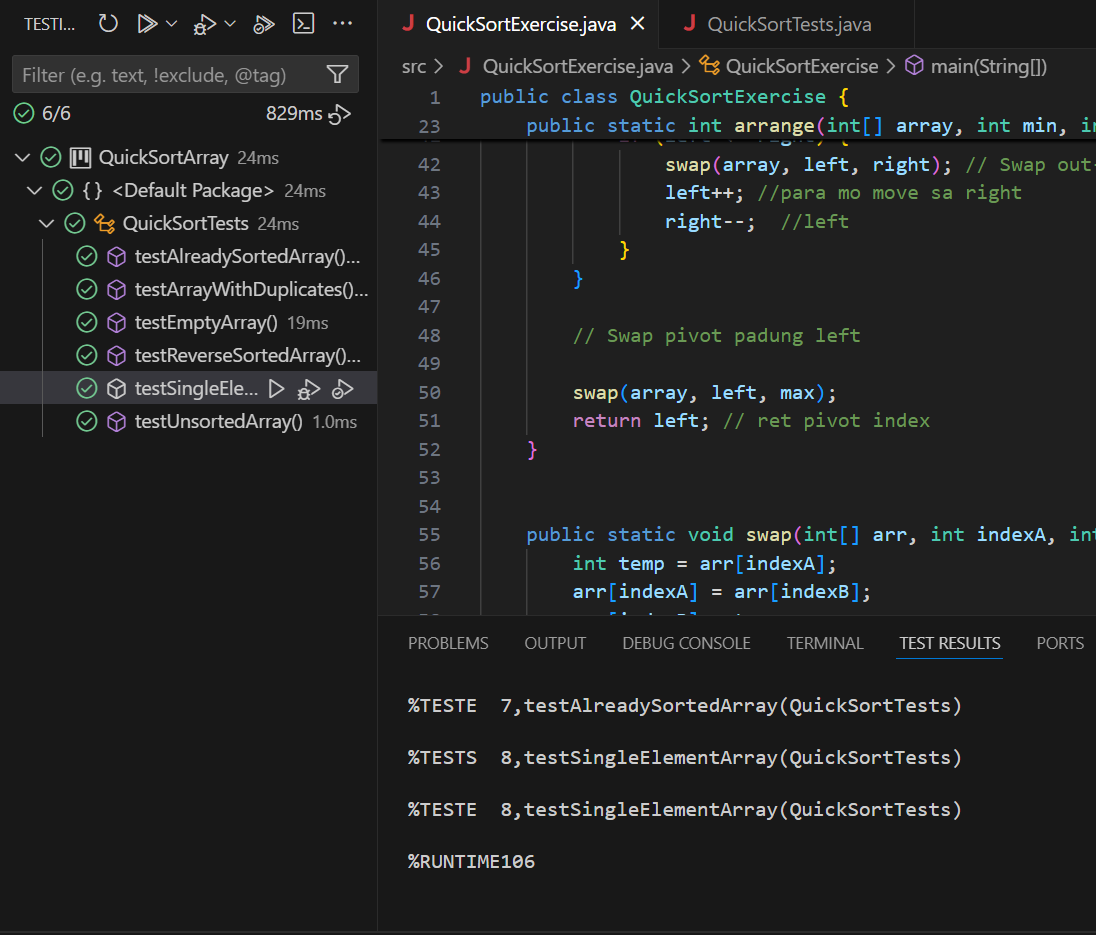 TESTI...
Filter (e.g. text, !exclude, @tag)
6/6 829ms
QuickSortArray 24ms
{} <Default Package> 24ms
QuickSortTests 24ms
testAlreadySortedArray()...
testArrayWithDuplicates()...
testEmptyArray() 19ms
testReverseSortedArray()...
testSingleEle...
testUnsortedArray() 1.0ms
J QuickSortExercise.java J QuickSortTests.java
src > J QuickSortExercise.java > QuickSortExercise > main(String[])
1 public class QuickSortExercise {
23 public static int arrange(int[] array, int min, in
42 swap(array, left, right); // Swap out-
43 left++; //para mo move sa right
44 right--; //left
45 }
46 }
47
48 // Swap pivot padung left
49
50 swap(array, left, max);
51 return left; // ret pivot index
52 }
53
54
55 public static void swap(int[] arr, int indexA, int
56 int temp = arr[indexA];
57 arr[indexA] = arr[indexB];
PROBLEMS OUTPUT DEBUG CONSOLE TERMINAL TEST RESULTS PORTS
%TESTE 7,testAlreadySortedArray(QuickSortTests)
%TESTS 8,testSingleElementArray(QuickSortTests)
%TESTE 8,testSingleElementArray(QuickSortTests)
%RUNTIME106